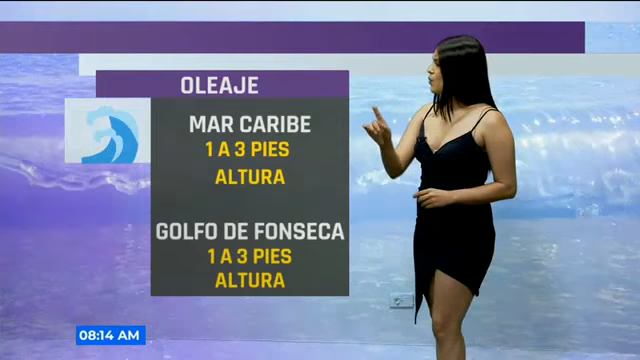 OLEAJE
MAR CARIBE
1 A 3 PIES
ALTURA
GOLFO DE FONSECA
1 A 3 PIES
ALTURA
08:14 AM